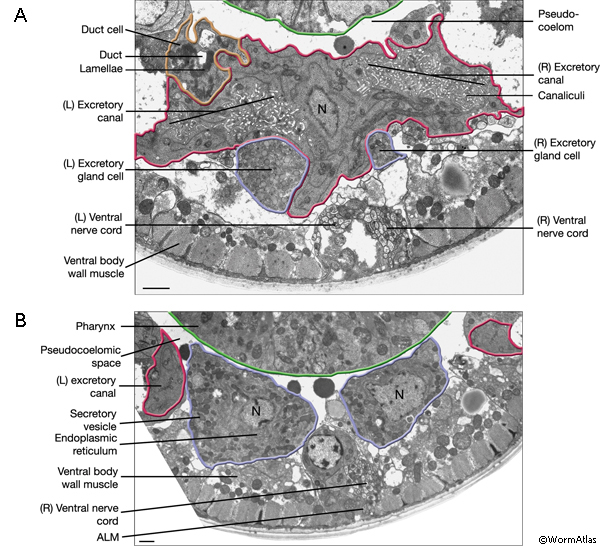 A
Duct cell
Duct
Lamellae
(L) Excretory
canal
(L) Excretory
gland cell
(L) Ventral
nerve cord
Ventral body
wall muscle
Pseudo-
coelom
(R) Excretory
canal
Canaliculi
(R) Excretory
gland cell
(R) Ventral
nerve cord
N
B
Pharynx
Pseudocoelomic
space
(L) excretory
canal
Secretory
vesicle
Endoplasmic
reticulum
Ventral body
wall muscle
(R) Ventral nerve
cord
ALM
N
N
©WormAtlas